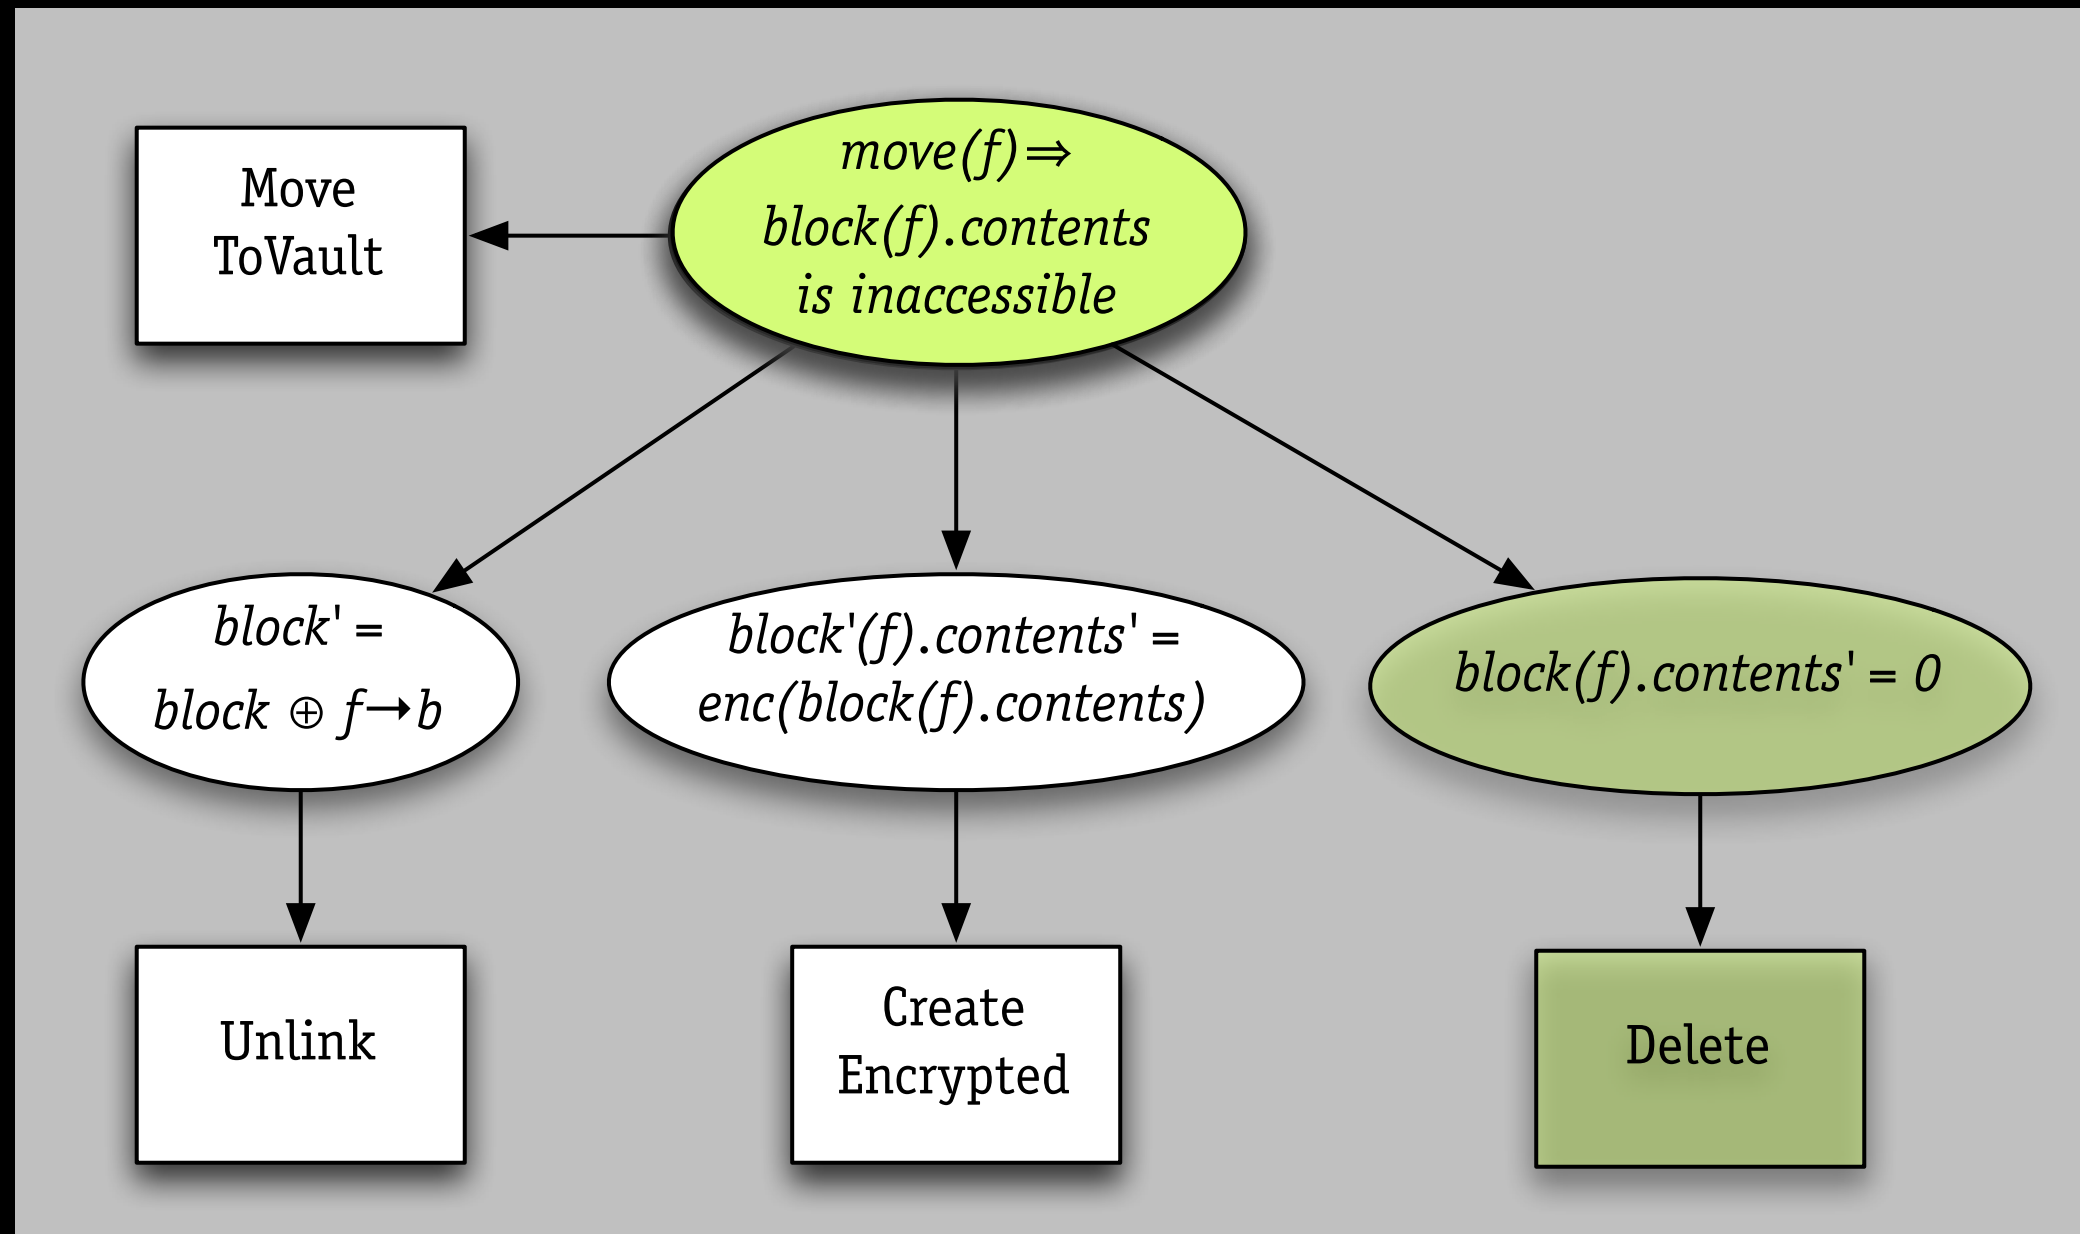 Move
ToVault
move(f)⇒
block(f).contents
is inaccessible
block' =
block ⊕ f→b
block'(f).contents' =
enc(block(f).contents)
block(f).contents' = 0
Unlink
Create
Encrypted
Delete